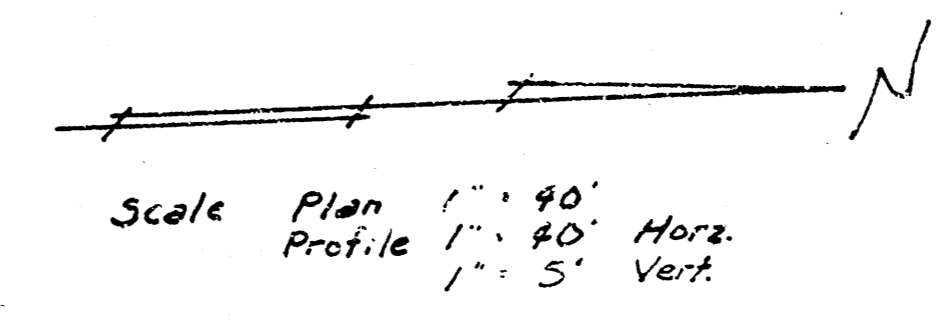 N
Scale Plan 1" = 40'
Profile 1" = 40' Horz.
1" = 5' Vert.